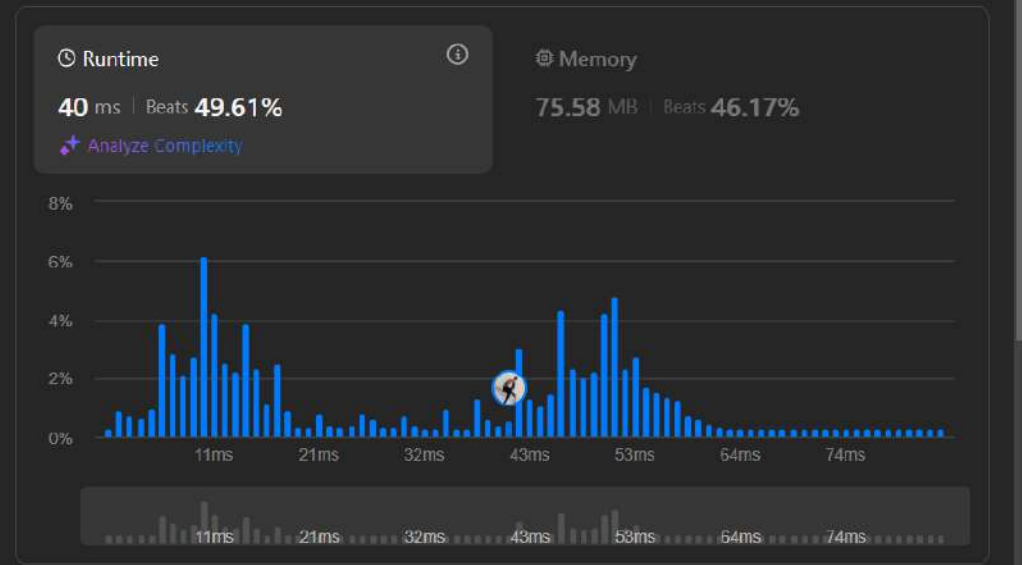 Runtime
Memory
40 ms | Beats 49.61%
75.58 MB | Beats 46.17%
Analyze Complexity
8%
6%
4%
2%
0%
11ms 21ms 32ms 43ms 53ms 64ms 74ms
11ms 21ms 32ms 43ms 53ms 64ms 74ms